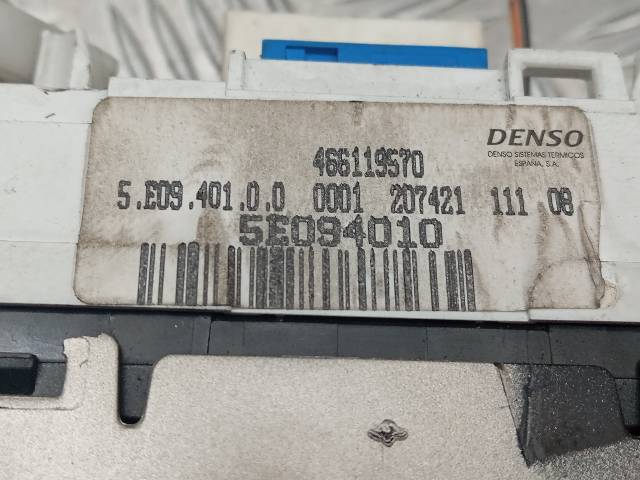 DENSO
DENSO SISTEMAS TERMICOS
ESPAÑA, S.A.
466119570
5.E09.401.0.0 0001 207421 111 08
5E094010